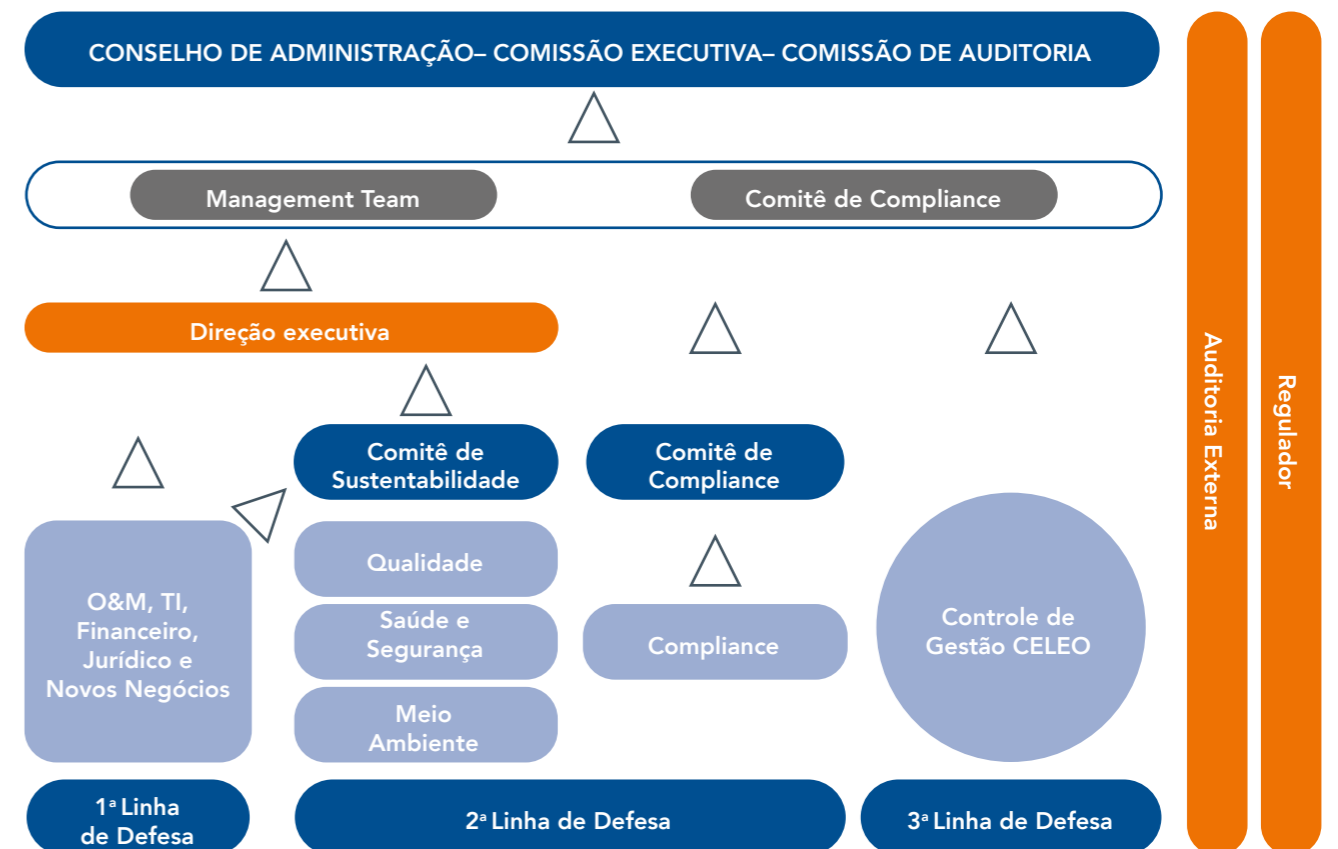 CONSELHO DE ADMINISTRAÇÃO– COMISSÃO EXECUTIVA– COMISSÃO DE AUDITORIA
Management Team
Comitê de Compliance
Direção executiva
Comitê de
Sustentabilidade
Comitê de
Compliance
O&M, TI,
Financeiro,
Jurídico e
Novos Negócios
Qualidade
Saúde e
Segurança
Meio
Ambiente
Compliance
Controle de
Gestão CELEO
1ª Linha
de Defesa
2ª Linha de Defesa
3ª Linha de Defesa
Auditoria Externa
Regulador